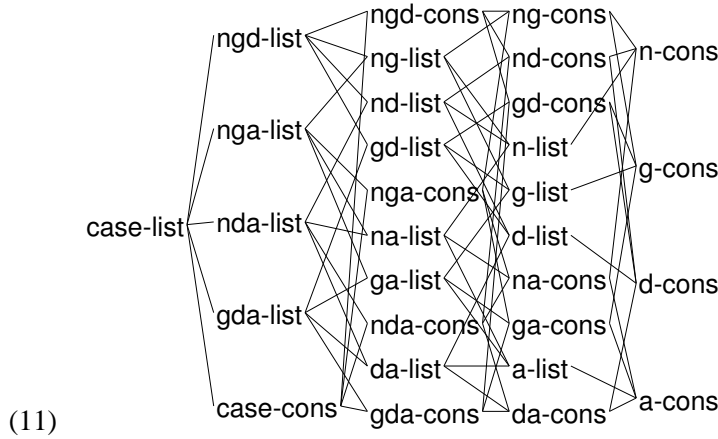 case-list
ngd-list
nga-list
nda-list
gda-list
case-cons
ngd-cons
ng-list
nd-list
gd-list
nga-cons
na-list
ga-list
nda-cons
da-list
gda-cons
ng-cons
nd-cons
gd-cons
n-list
g-list
d-list
na-cons
ga-cons
a-list
da-cons
n-cons
g-cons
d-cons
a-cons
(11)